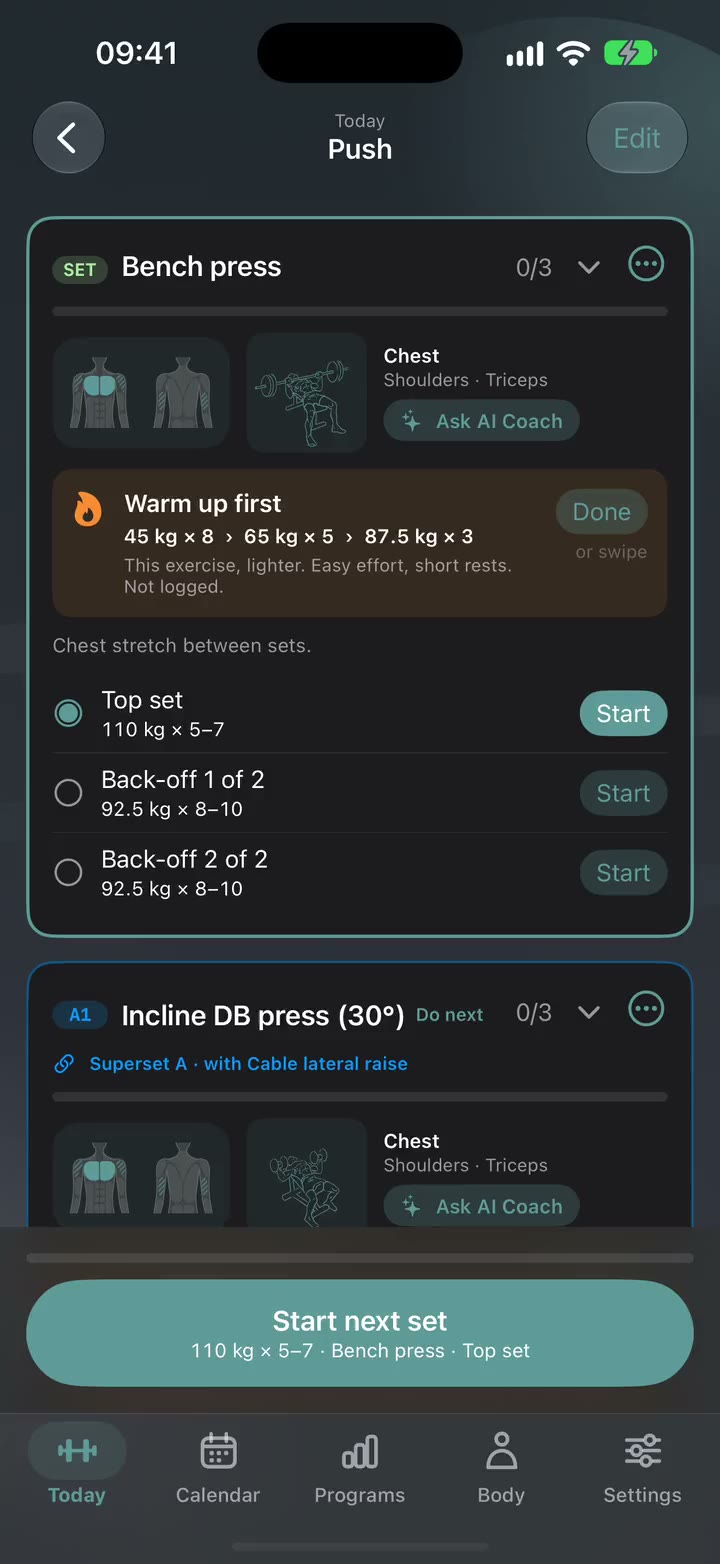 09:41
Today
Push
Edit
SET Bench press 0/3
Chest
Shoulders · Triceps
Ask AI Coach
Warm up first
Done
45 kg × 8 › 65 kg × 5 › 87.5 kg × 3
or swipe
This exercise, lighter. Easy effort, short rests.
Not logged.
Chest stretch between sets.
Top set
110 kg × 5–7
Start
Back-off 1 of 2
92.5 kg × 8–10
Start
Back-off 2 of 2
92.5 kg × 8–10
Start
A1 Incline DB press (30°) Do next 0/3
Superset A · with Cable lateral raise
Chest
Shoulders · Triceps
Ask AI Coach
Start next set
110 kg × 5–7 · Bench press · Top set
Today Calendar Programs Body Settings